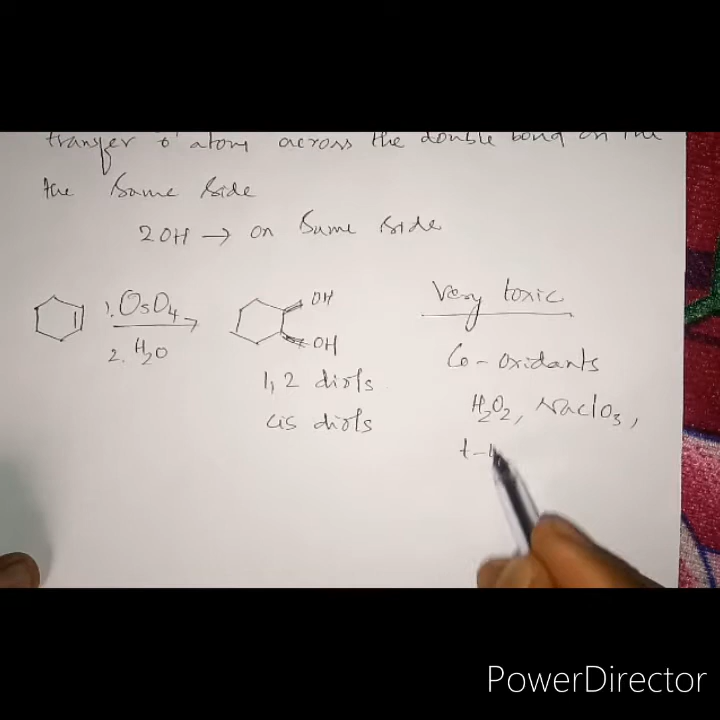 transfer 'o' atom across the double bond on the
the same side
2OH → on same side
1. OsO4
2. H2O
OH
OH
1,2 diols
cis diols
Very toxic
Co-oxidants
H2O2, NaClO3,
t-
PowerDirector